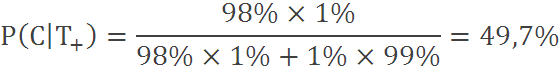 P(C|T₊) = 98% × 1% / 98% × 1% + 1% × 99% = 49,7%